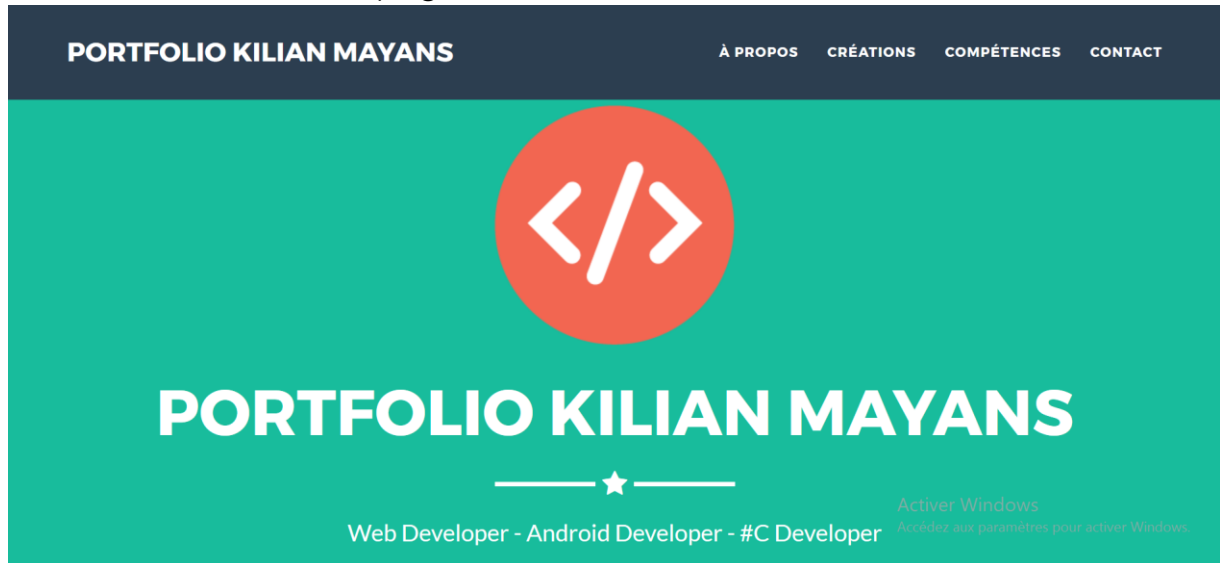 PORTFOLIO KILIAN MAYANS
À PROPOS CRÉATIONS COMPÉTENCES CONTACT
</>
PORTFOLIO KILIAN MAYANS
Web Developer - Android Developer - #C Developer
Activer Windows
Accédez aux paramètres pour activer Windows.